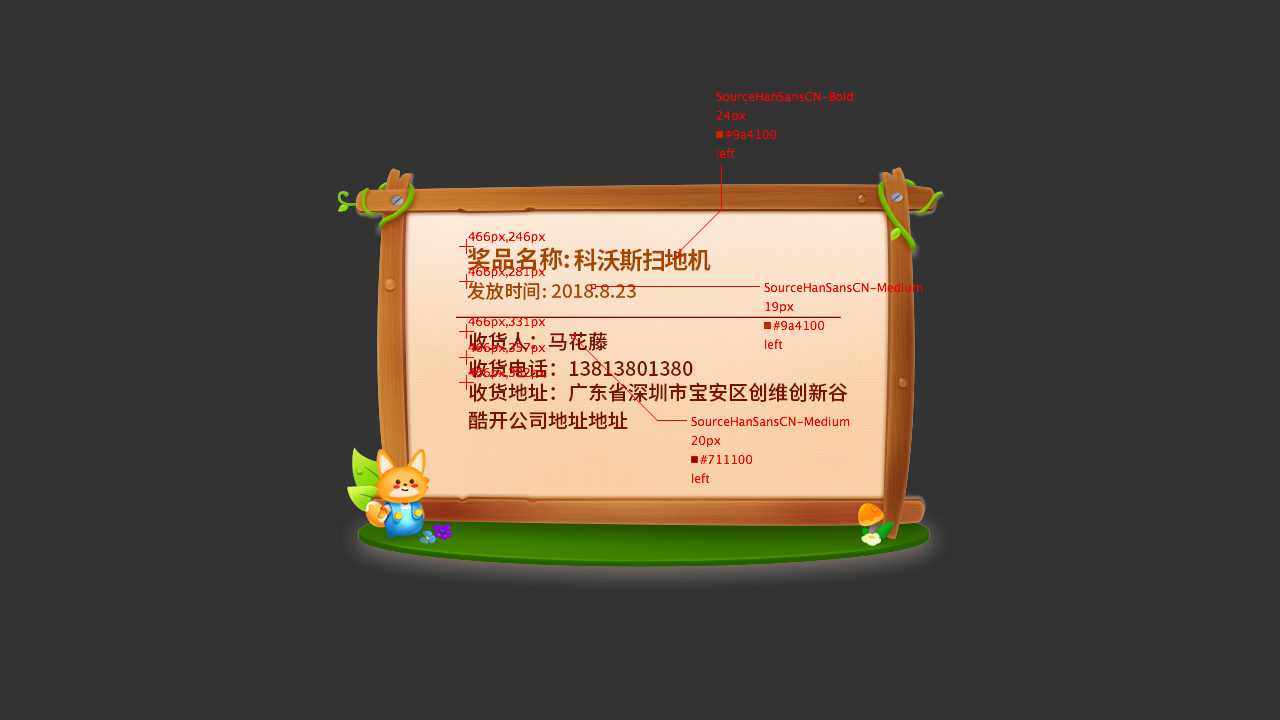 SourceHanSansCN-Bold
24px
#9a4100
left
466px,246px
奖品名称: 科沃斯扫地机
466px,281px
发放时间: 2018.8.23
SourceHanSansCN-Medium
19px
#9a4100
left
466px,331px
收货人：马花藤
466px,357px
收货电话：13813801380
收货地址：广东省深圳市宝安区创维创新谷
酷开公司地址地址
SourceHanSansCN-Medium
20px
#711100
left